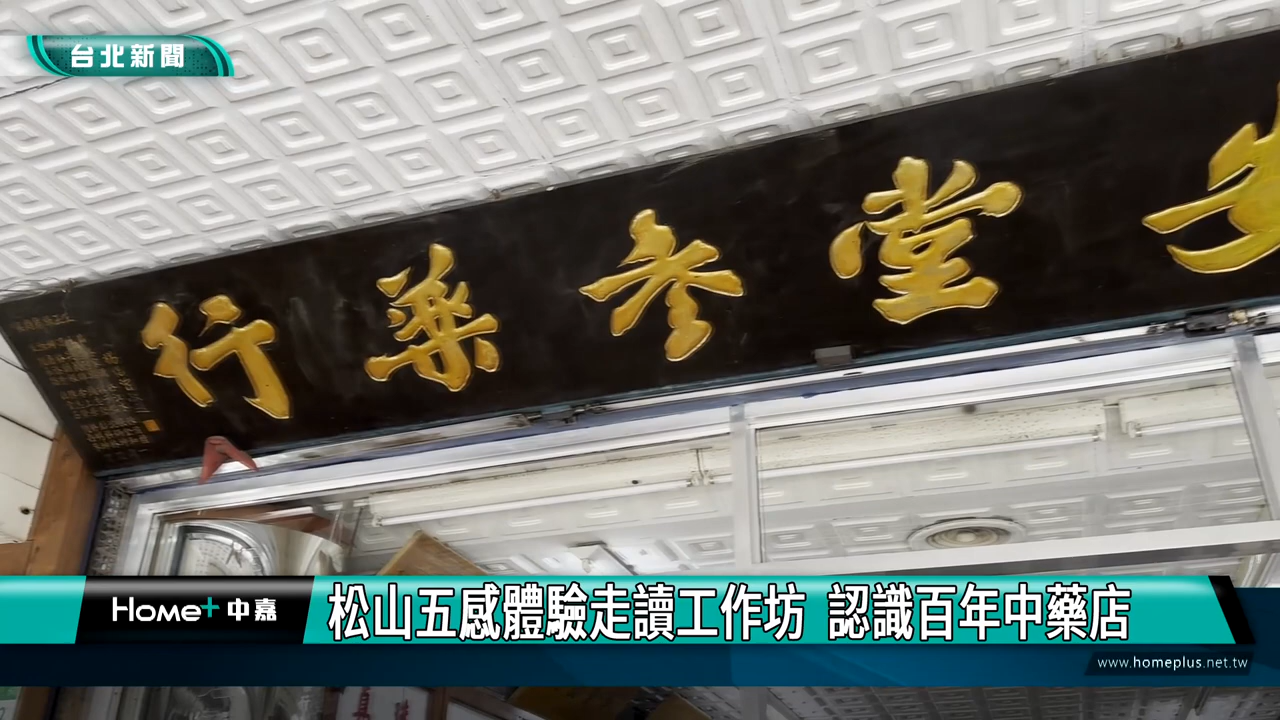 台北新聞
行藥參堂
Home+ 中嘉
松山五感體驗走讀工作坊 認識百年中藥店
www.homeplus.net.tw